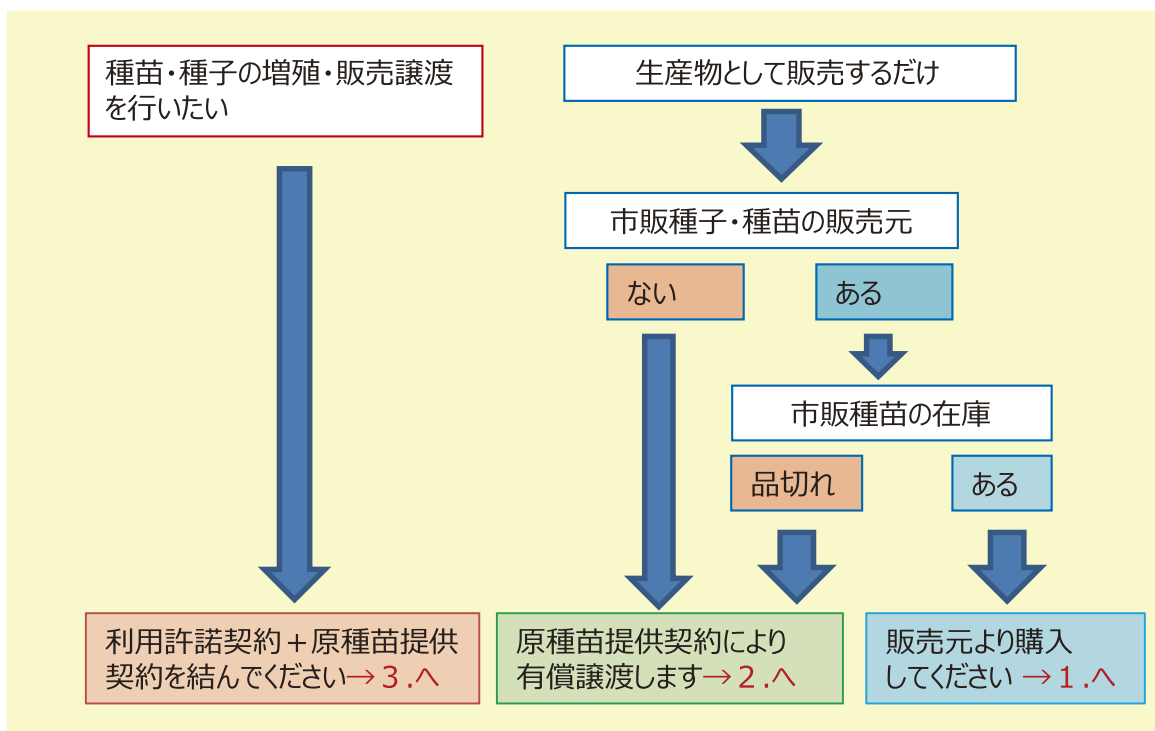 種苗・種子の増殖・販売譲渡
を行いたい
生産物として販売するだけ
市販種子・種苗の販売元
ない
ある
市販種苗の在庫
品切れ
ある
利用許諾契約＋原種苗提供
契約を結んでください→３.へ
原種苗提供契約により
有償譲渡します→２.へ
販売元より購入
してください →１.へ